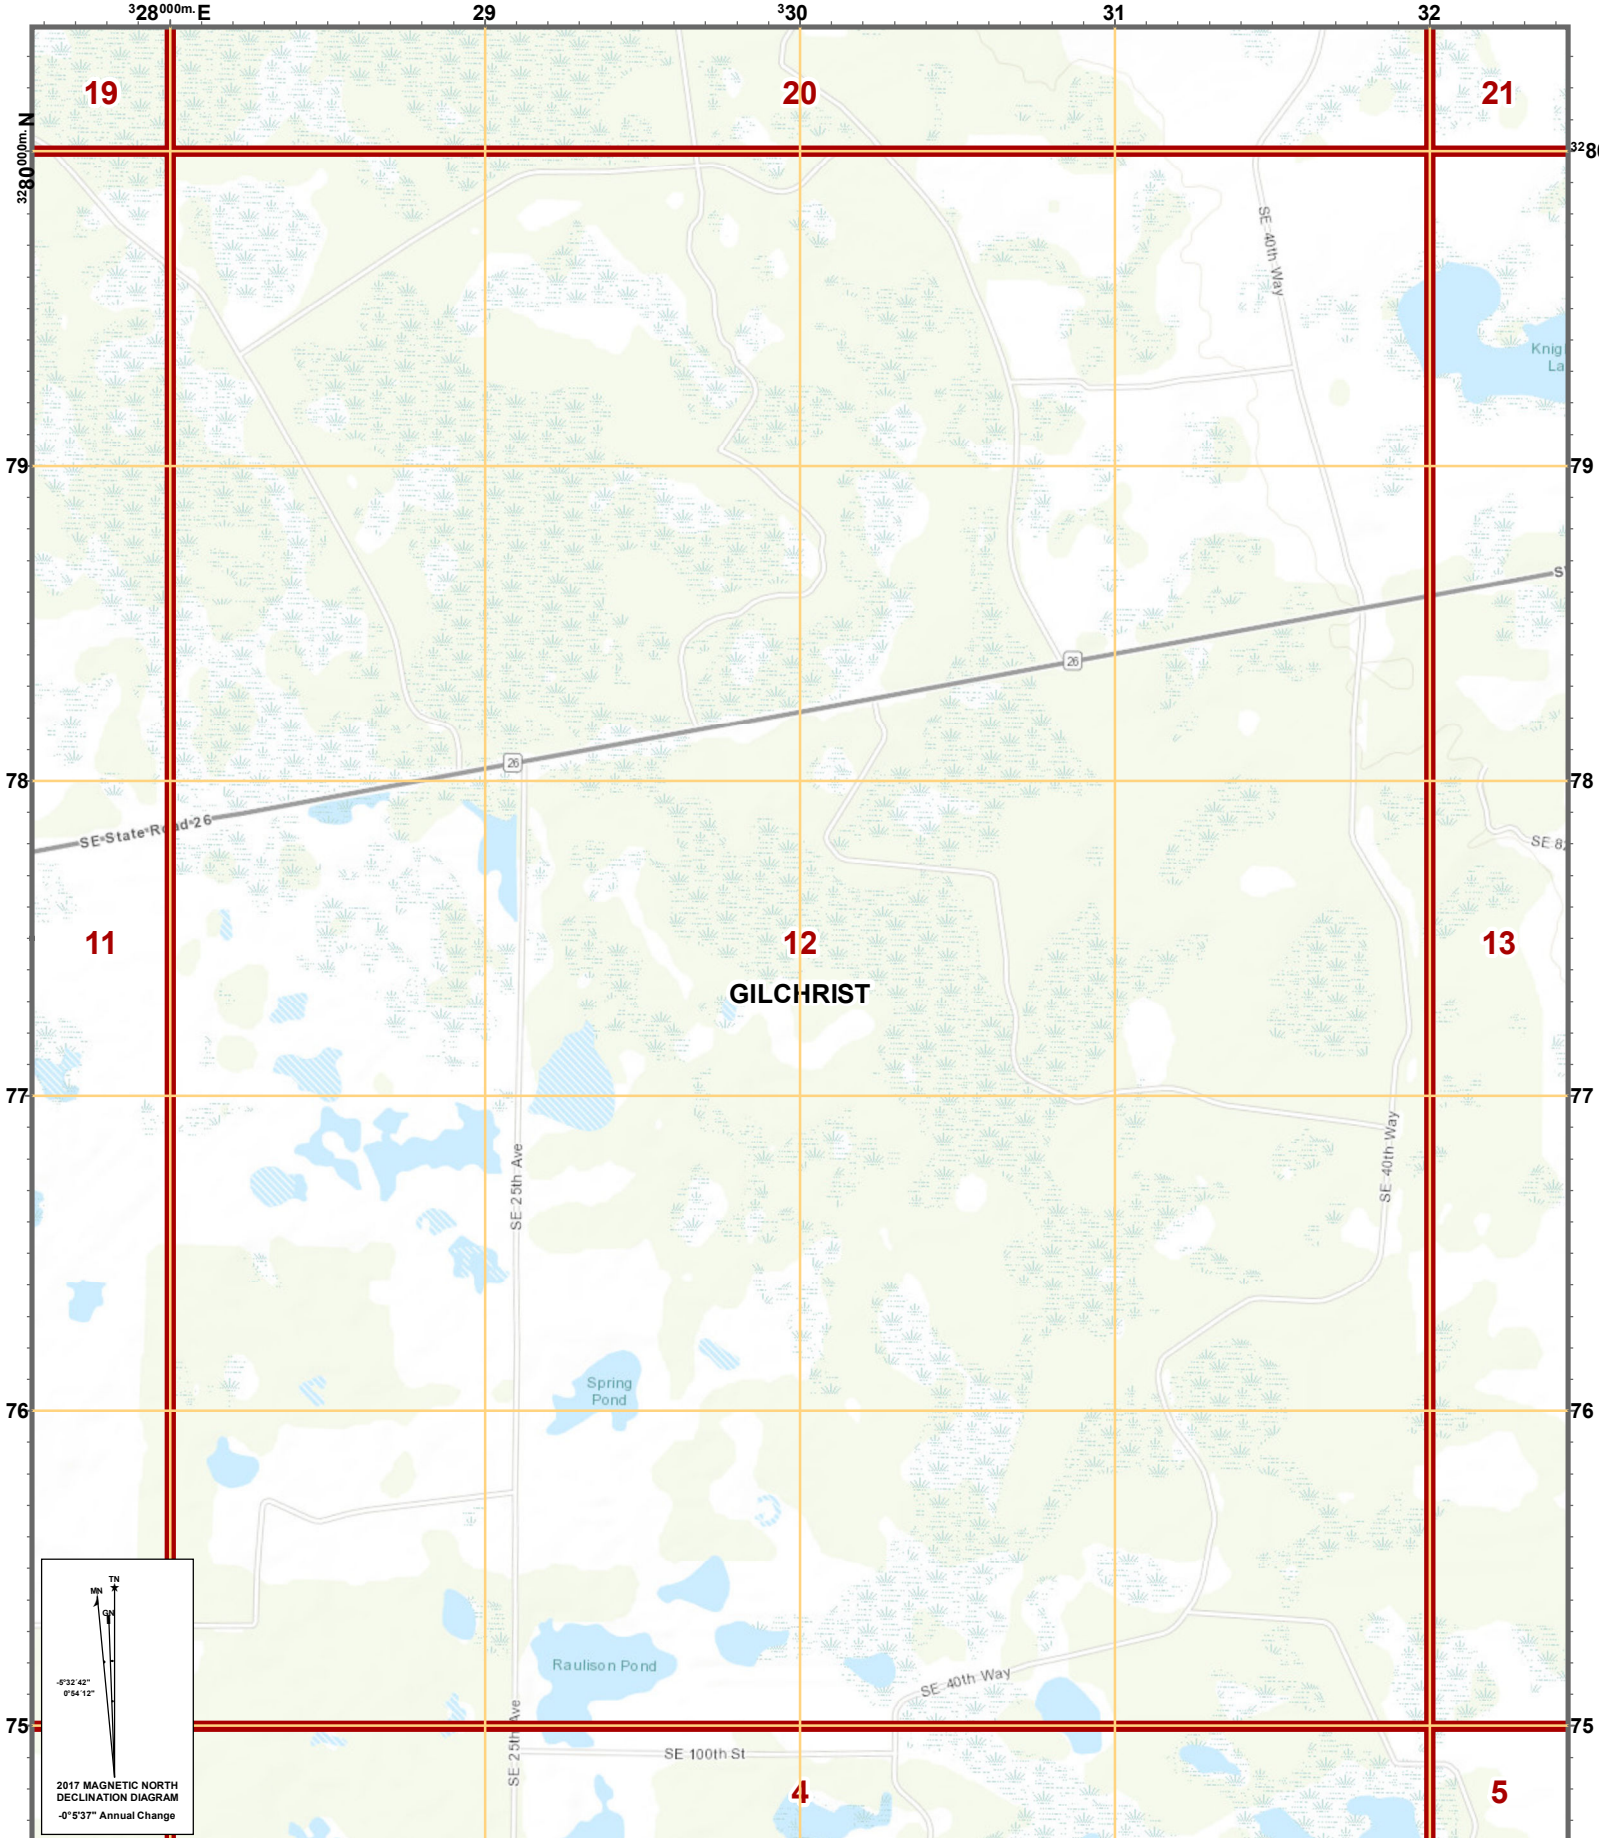 328000m. E
29
330
31
32
19
20
21
3280000m. N
3280
SE 40th Way
79
79
26
26
78
78
SE State Road 26
SE 82
11
12
13
GILCHRIST
77
77
SE 25th Ave
SE 40th Way
Spring
Pond
76
76
TN
MN
GN
-5°32'42"
0°54'12"
Raulison Pond
SE 40th Way
75
75
SE 25th Ave
SE 100th St
2017 MAGNETIC NORTH
DECLINATION DIAGRAM
-0°5'37" Annual Change
4
5